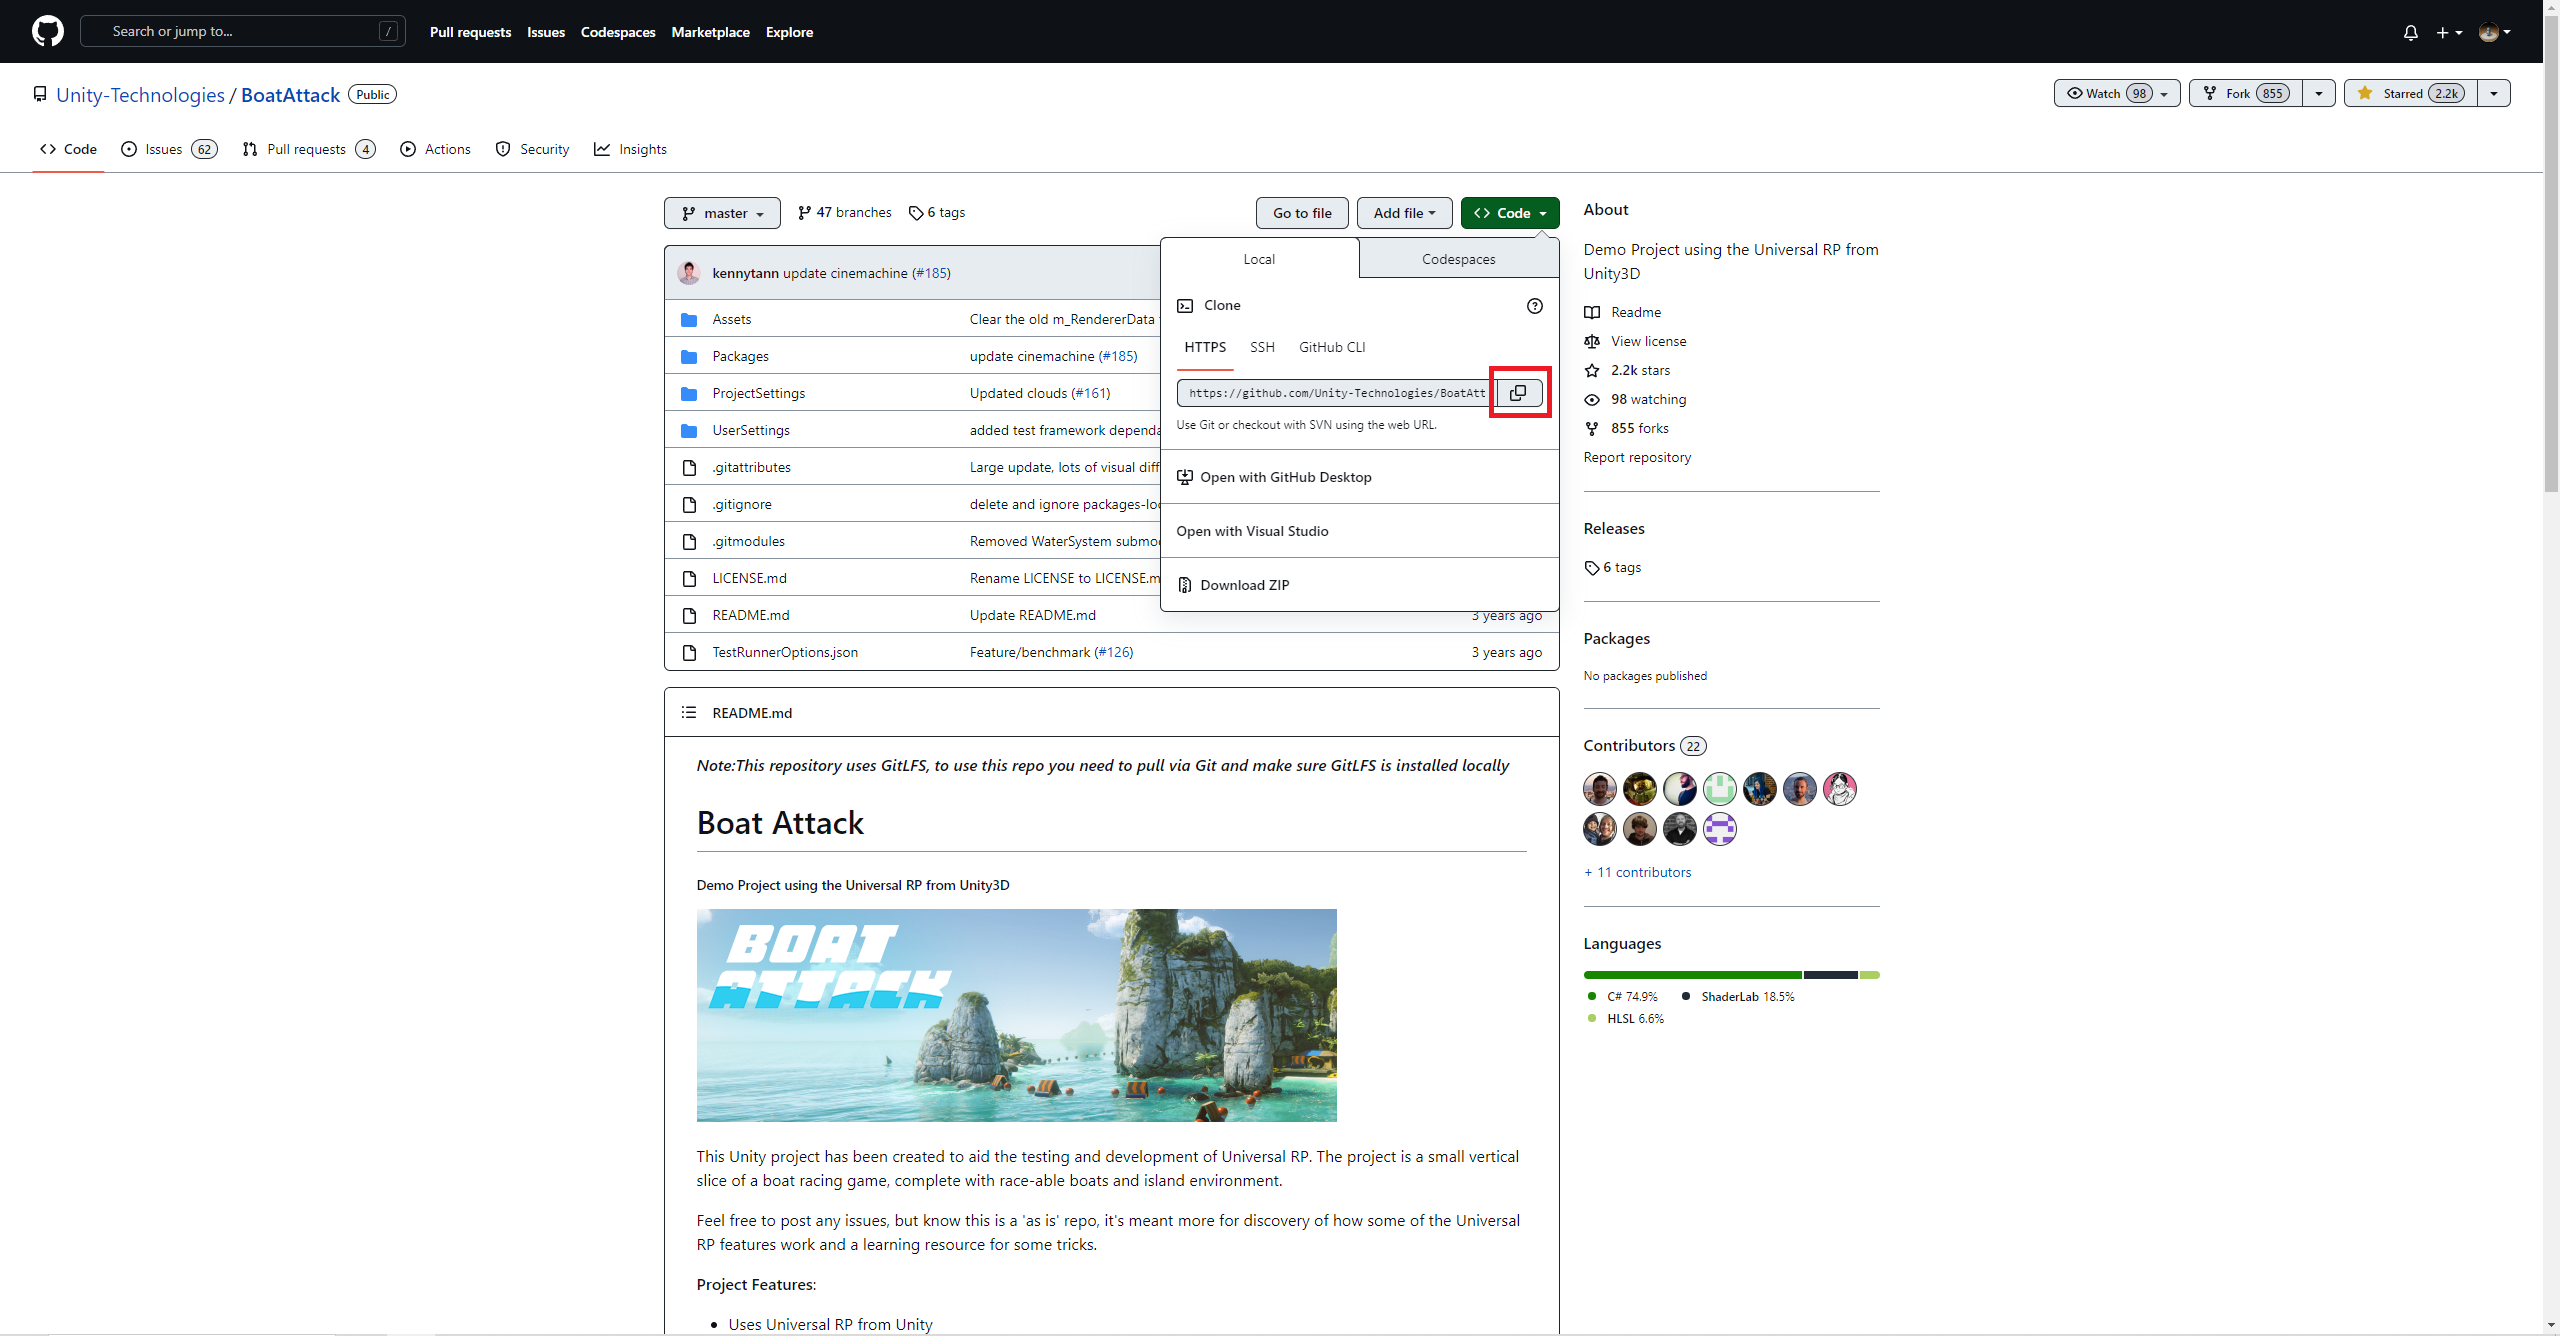 Search or jump to... /
Pull requests Issues Codespaces Marketplace Explore
Unity-Technologies / BoatAttack Public
Watch 98 Fork 855 Starred 2.2k
Code Issues 62 Pull requests 4 Actions Security Insights
master 47 branches 6 tags Go to file Add file Code
kennytann update cinemachine (#185)
Assets Clear the old m_RendererData
Packages update cinemachine (#185)
ProjectSettings Updated clouds (#161)
UserSettings added test framework dependa
.gitattributes Large update, lots of visual diff
.gitignore delete and ignore packages-loc
.gitmodules Removed WaterSystem submod
LICENSE.md Rename LICENSE to LICENSE.m
README.md Update README.md 3 years ago
TestRunnerOptions.json Feature/benchmark (#126) 3 years ago
Local Codespaces
Clone
HTTPS SSH GitHub CLI
https://github.com/Unity-Technologies/BoatAtt
Use Git or checkout with SVN using the web URL.
Open with GitHub Desktop
Open with Visual Studio
Download ZIP
README.md
Note:This repository uses GitLFS, to use this repo you need to pull via Git and make sure GitLFS is installed locally
Boat Attack
Demo Project using the Universal RP from Unity3D
BOAT
ATTACK
This Unity project has been created to aid the testing and development of Universal RP. The project is a small vertical
slice of a boat racing game, complete with race-able boats and island environment.
Feel free to post any issues, but know this is a 'as is' repo, it's meant more for discovery of how some of the Universal
RP features work and a learning resource for some tricks.
Project Features:
• Uses Universal RP from Unity
About
Demo Project using the Universal RP from
Unity3D
Readme
View license
2.2k stars
98 watching
855 forks
Report repository
Releases
6 tags
Packages
No packages published
Contributors 22
+ 11 contributors
Languages
C# 74.9% ShaderLab 18.5%
HLSL 6.6%